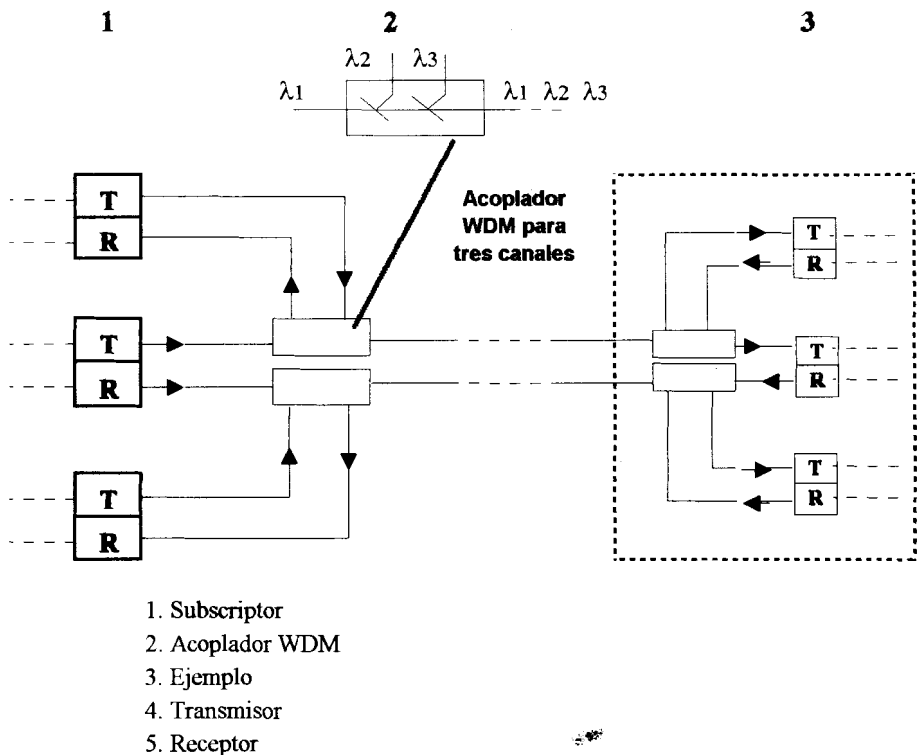 1 2 3
λ2 λ3
λ1 λ1 λ2 λ3
Acoplador
WDM para
tres canales
T
R
T
R
T
R
T
R
T
R
T
R
1. Subscriptor
2. Acoplador WDM
3. Ejemplo
4. Transmisor
5. Receptor